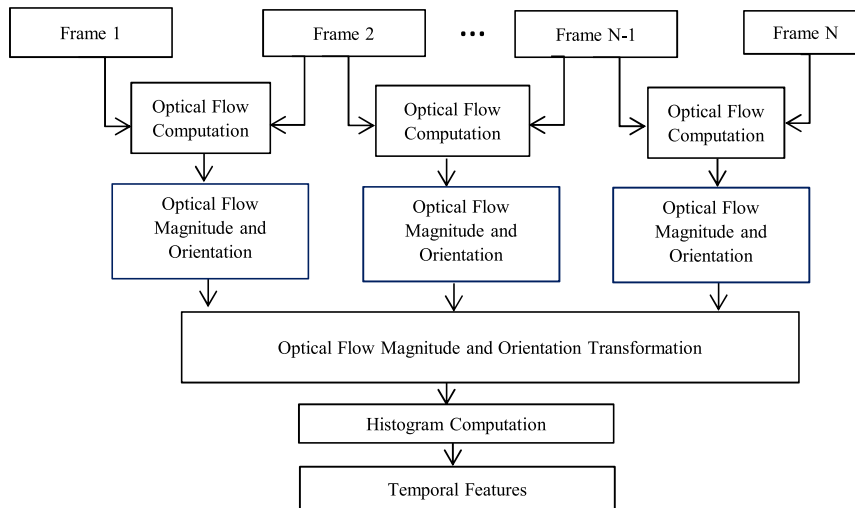 Frame 1
Frame 2
...
Frame N-1
Frame N
Optical Flow
Computation
Optical Flow
Computation
Optical Flow
Computation
Optical Flow
Magnitude and
Orientation
Optical Flow
Magnitude and
Orientation
Optical Flow
Magnitude and
Orientation
Optical Flow Magnitude and Orientation Transformation
Histogram Computation
Temporal Features